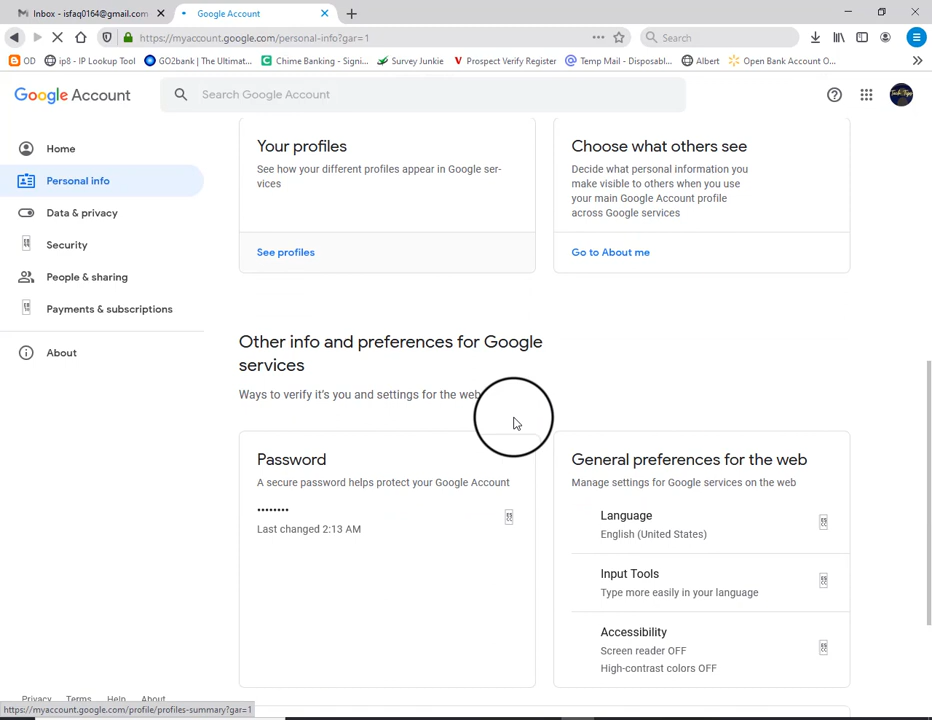 Inbox - isfaq0164@gmail.com
Google Account
https://myaccount.google.com/personal-info?gar=1
Search
OD
ip8 - IP Lookup Tool
GO2bank | The Ultimat...
Chime Banking - Signi...
Survey Junkie
Prospect Verify Register
Temp Mail - Disposabl...
Albert
Open Bank Account O...
Google Account
Search Google Account
Home
Personal info
Data & privacy
Security
People & sharing
Payments & subscriptions
About
Your profiles
See how your different profiles appear in Google ser-
vices
See profiles
Choose what others see
Decide what personal information you
make visible to others when you use
your main Google Account profile
across Google services
Go to About me
Other info and preferences for Google
services
Ways to verify it's you and settings for the web
Password
A secure password helps protect your Google Account
••••••••
Last changed 2:13 AM
General preferences for the web
Manage settings for Google services on the web
Language
English (United States)
Input Tools
Type more easily in your language
Accessibility
Screen reader OFF
High-contrast colors OFF
Privacy Terms Help About
https://myaccount.google.com/profile/profiles-summary?gar=1